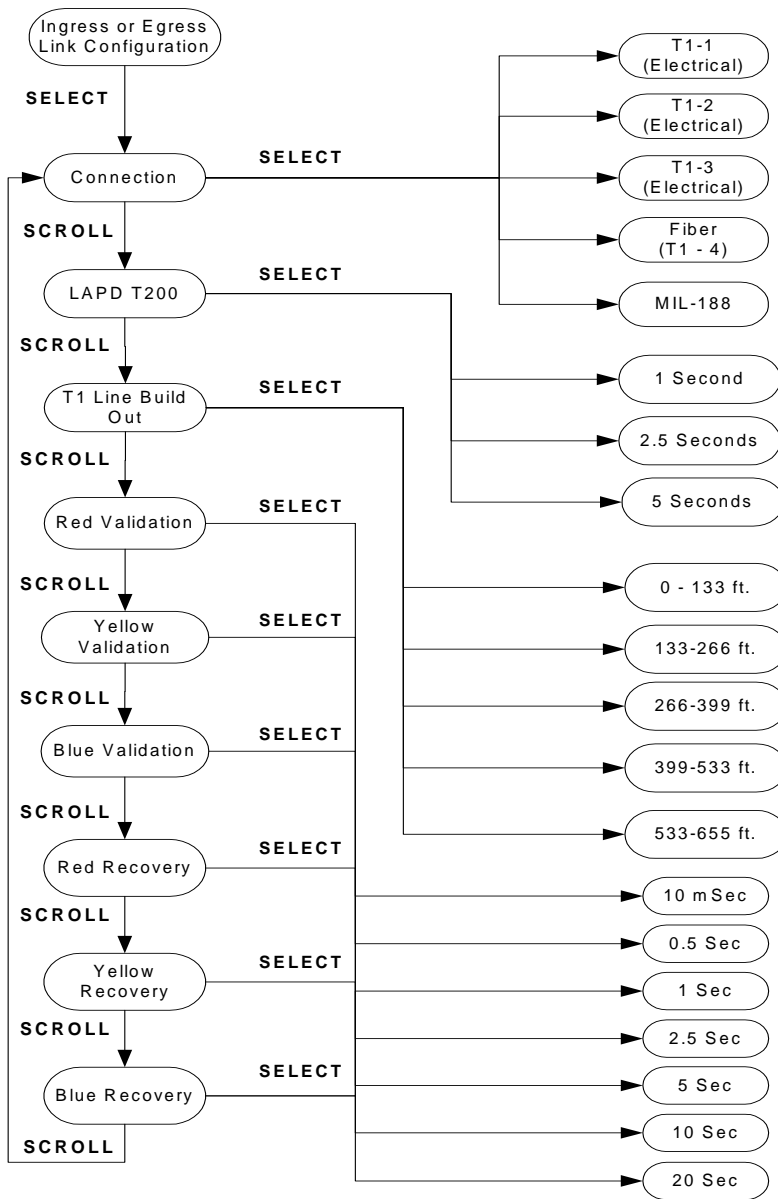 Ingress or Egress
Link Configuration
SELECT
Connection
SELECT
T1-1
(Electrical)
T1-2
(Electrical)
T1-3
(Electrical)
Fiber
(T1 - 4)
MIL-188
SCROLL
LAPD T200
SELECT
1 Second
2.5 Seconds
5 Seconds
SCROLL
T1 Line Build
Out
SELECT
0 - 133 ft.
133-266 ft.
266-399 ft.
399-533 ft.
533-655 ft.
SCROLL
Red Validation
SELECT
SCROLL
Yellow
Validation
SELECT
SCROLL
Blue Validation
SELECT
SCROLL
Red Recovery
SELECT
SCROLL
Yellow
Recovery
SELECT
SCROLL
Blue Recovery
SELECT
SCROLL
10 mSec
0.5 Sec
1 Sec
2.5 Sec
5 Sec
10 Sec
20 Sec